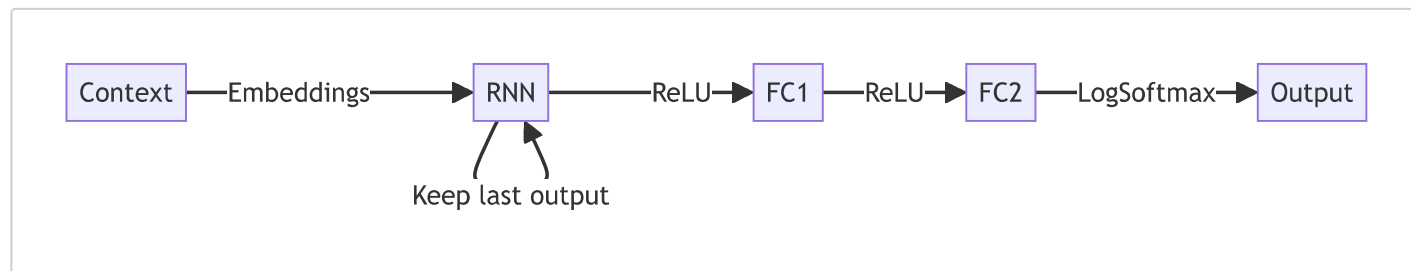 Context Embeddings RNN ReLU FC1 ReLU FC2 LogSoftmax Output
Keep last output